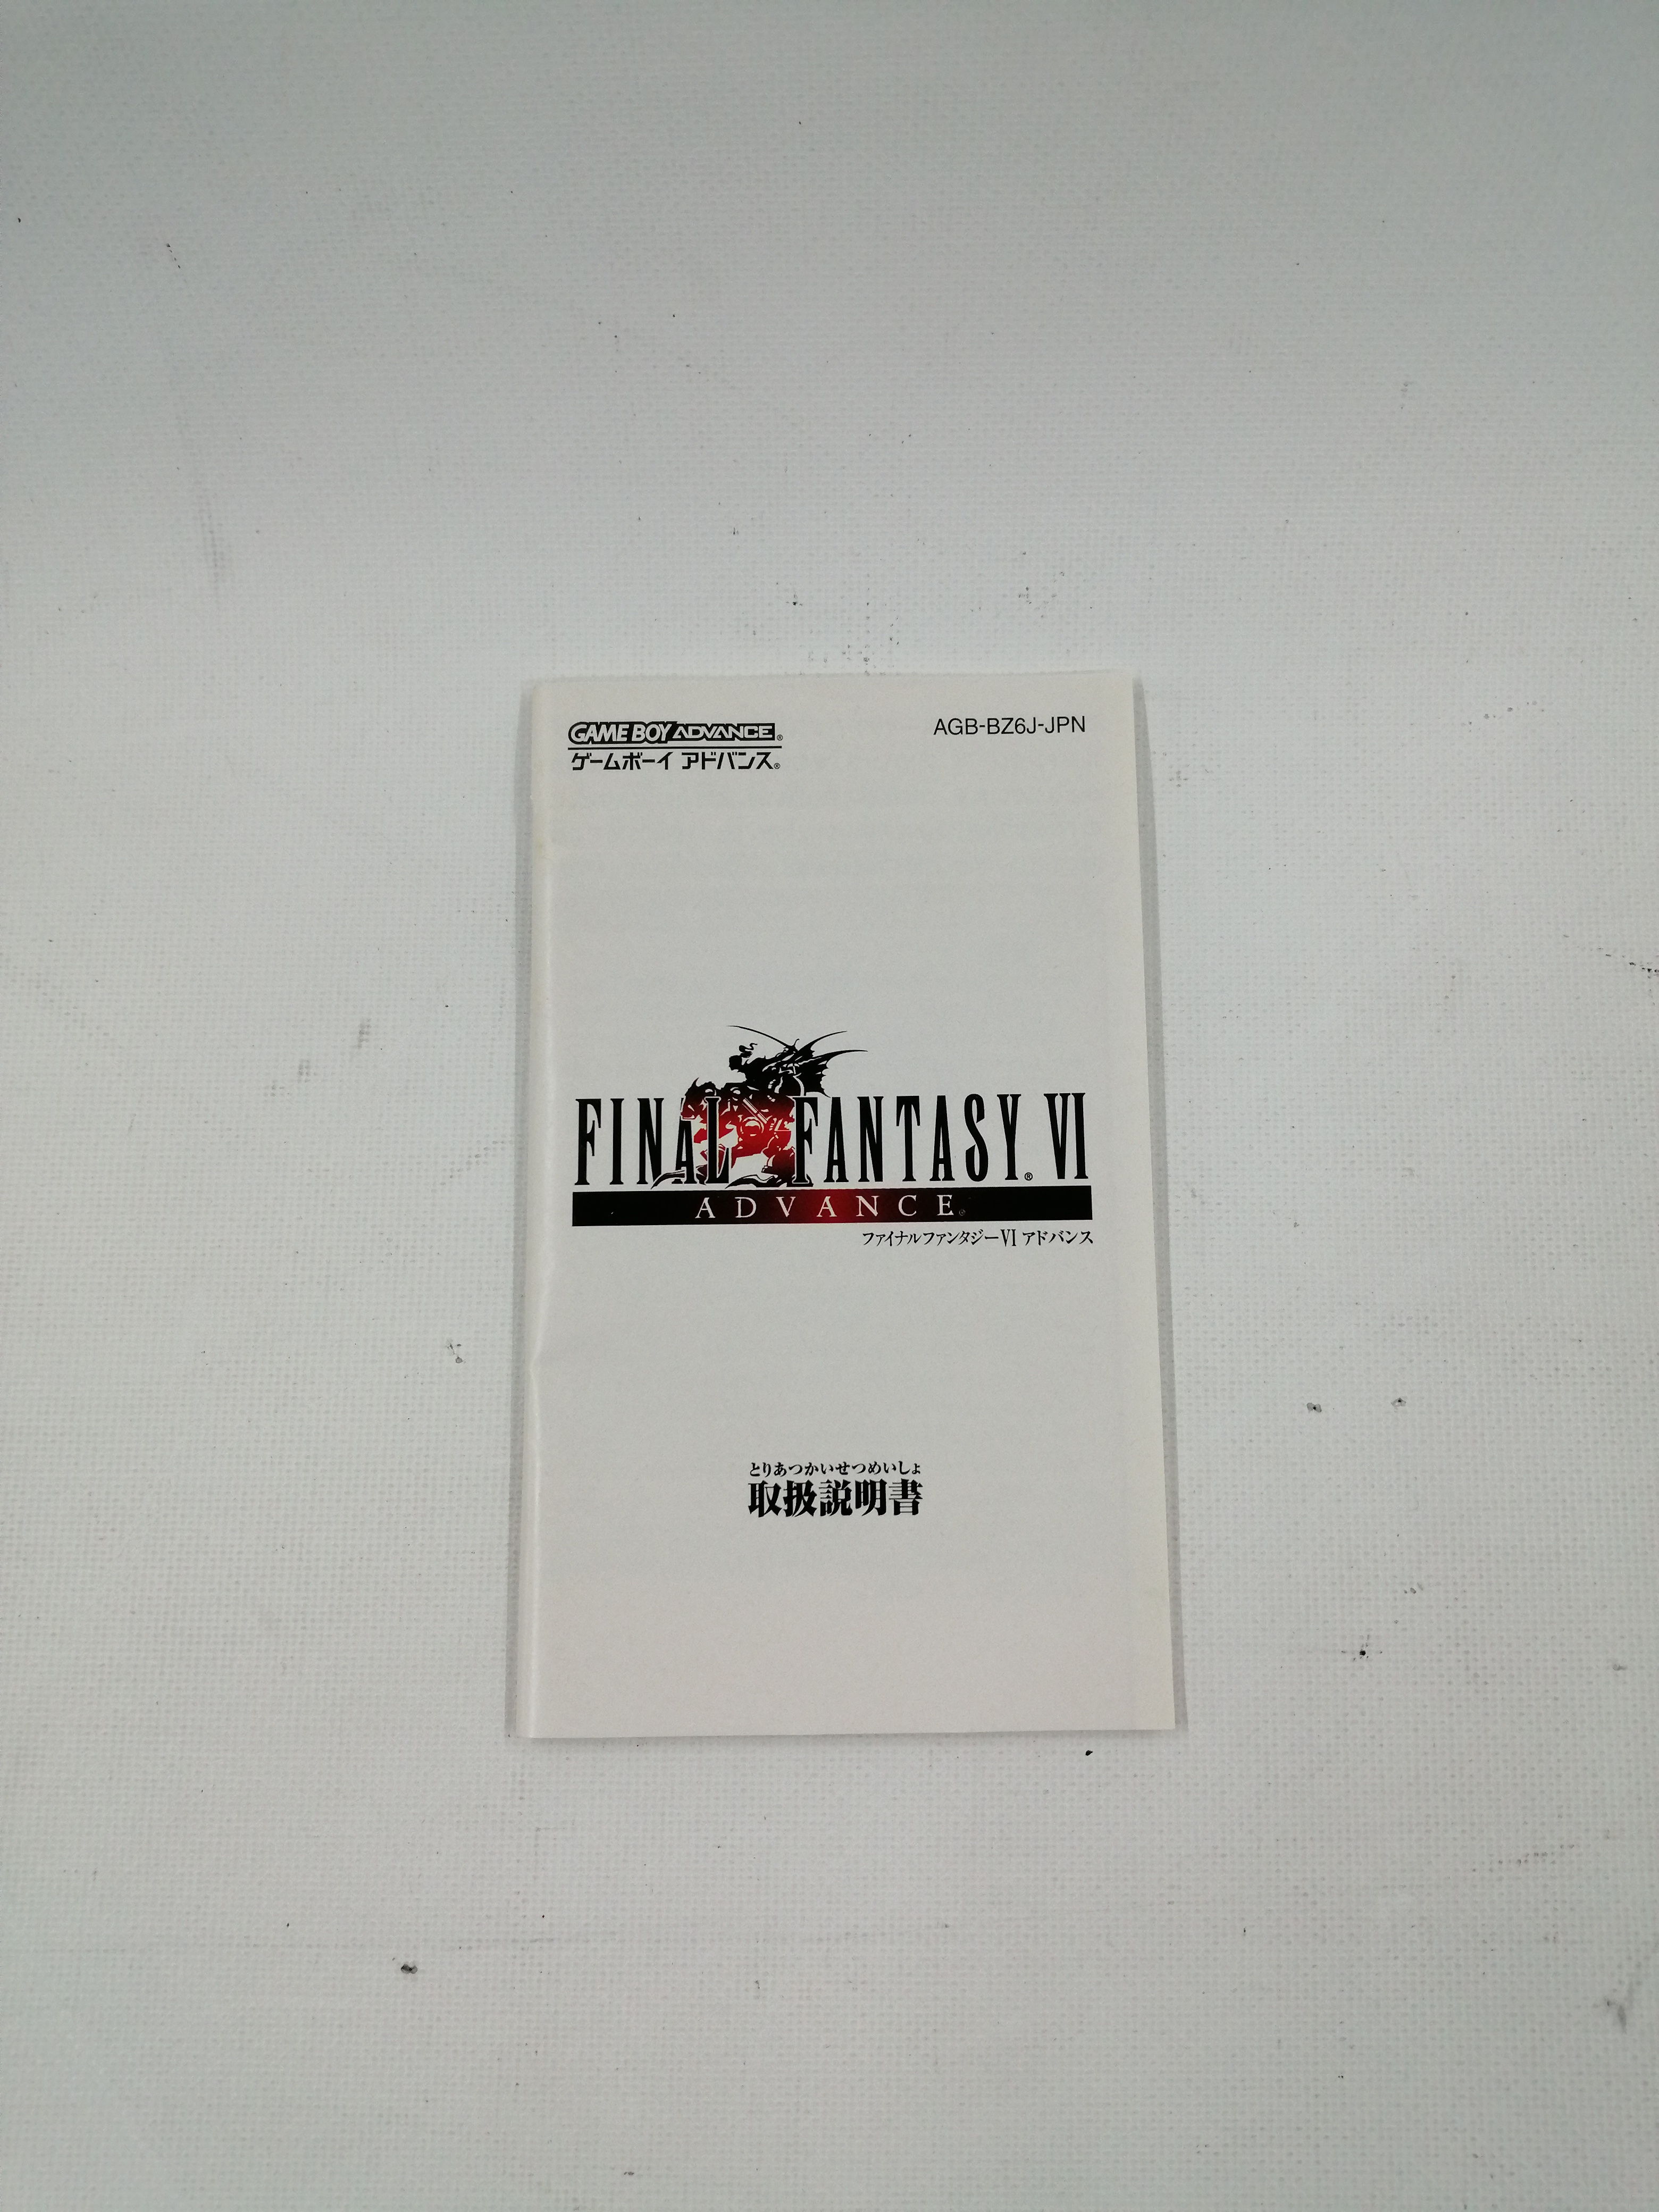 GAME BOY ADVANCE®
ゲームボーイ アドバンス®
AGB-BZ6J-JPN
FINAL FANTASY® VI
ADVANCE®
ファイナルファンタジーVI アドバンス
とりあつかいせつめいしょ
取扱説明書